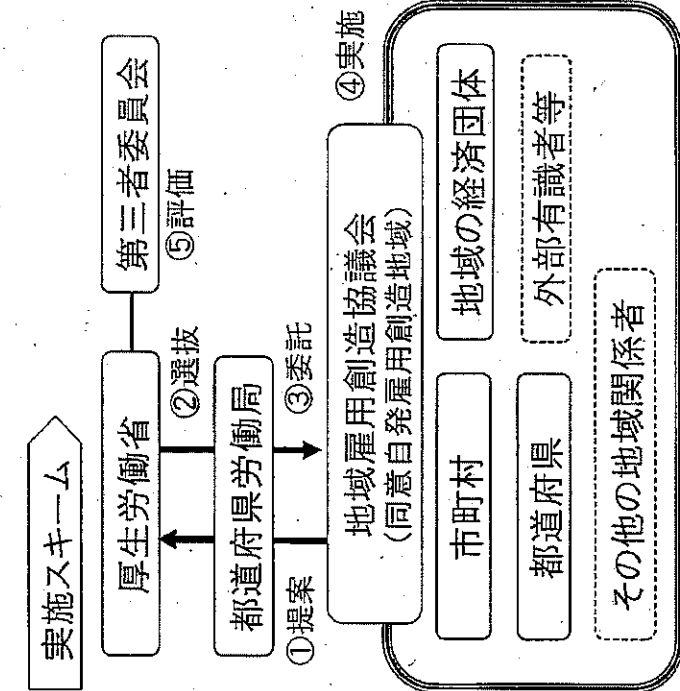 実施スキーム
厚生労働省
第三者委員会
⑤評価
②選抜
都道府県労働局
①提案
③委託
地域雇用創造協議会
(同意自発雇用創造地域)
④実施
市町村
地域の経済団体
都道府県
外部有識者等
その他の地域関係者